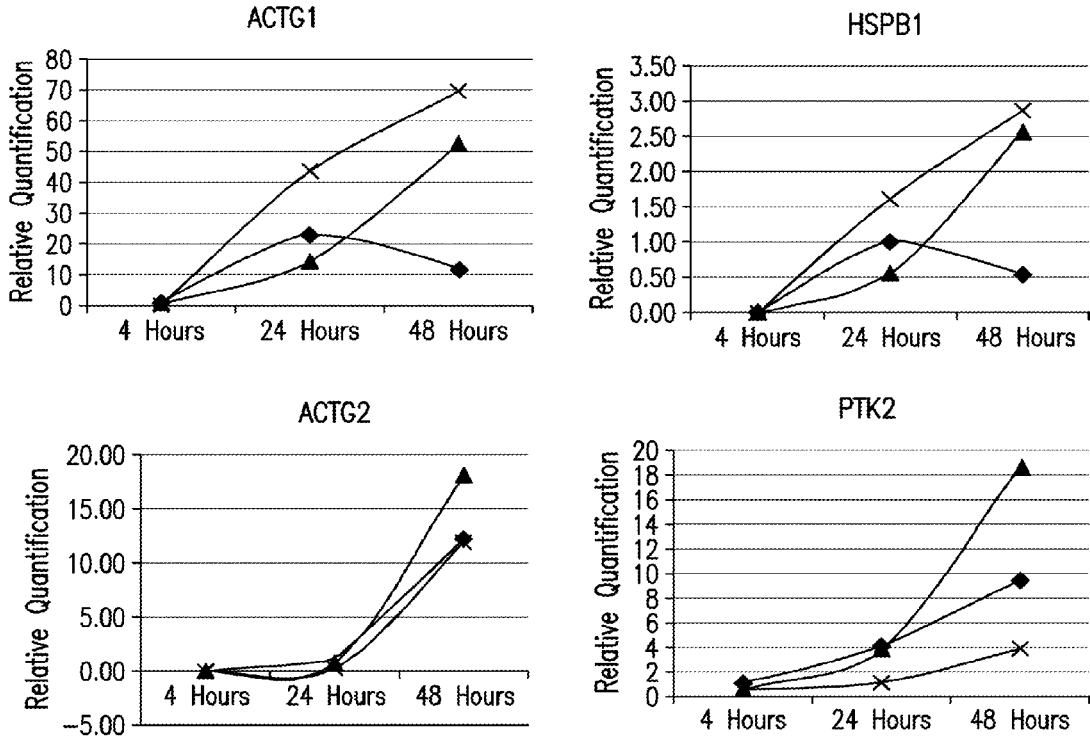 ACTG1
Relative Quantification
80
70
60
50
40
30
20
10
0
4 Hours
24 Hours
48 Hours
HSPB1
Relative Quantification
3.50
3.00
2.50
2.00
1.50
1.00
0.50
0.00
4 Hours
24 Hours
48 Hours
ACTG2
Relative Quantification
20.00
15.00
10.00
5.00
0.00
−5.00
4 Hours
24 Hours
48 Hours
PTK2
Relative Quantification
20
18
16
14
12
10
8
6
4
2
0
4 Hours
24 Hours
48 Hours